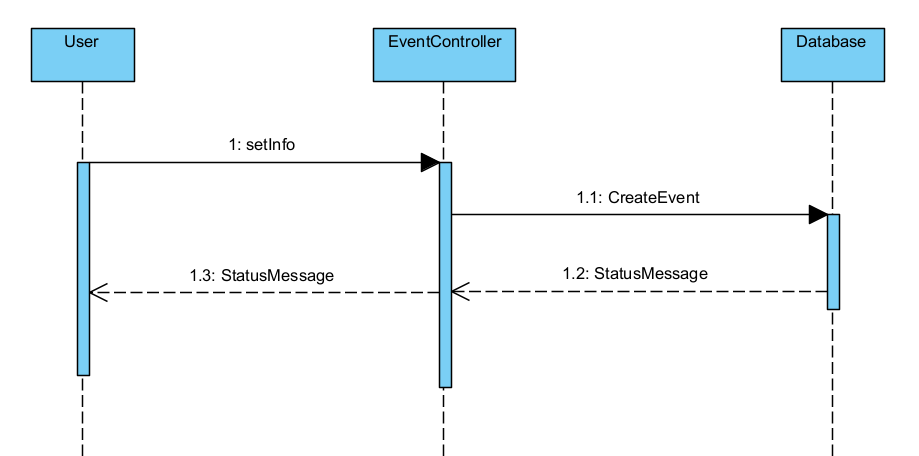 User
EventController
Database
1: setInfo
1.1: CreateEvent
1.2: StatusMessage
1.3: StatusMessage